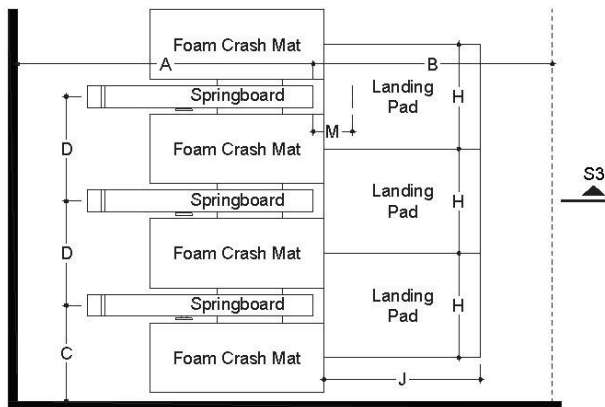 Foam Crash Mat
A
B
Springboard
Landing
Pad
H
M
D
Foam Crash Mat
S3
Springboard
Landing
Pad
H
D
Foam Crash Mat
Springboard
Landing
Pad
H
C
Foam Crash Mat
J